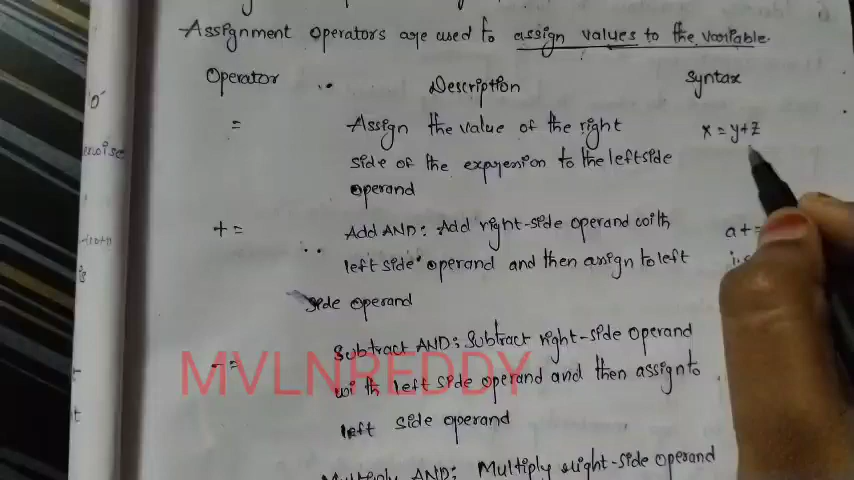 Assignment operators are used to assign values to the variable.
Operator Description Syntax
= Assign the value of the right x = y+z
side of the expression to the leftside
operand
+= Add AND: Add right-side operand with a+=
left side operand and then assign to left
side operand
-= Subtract AND: Subtract right-side operand
with left side operand and then assign to
left side operand
Multiply AND: Multiply right-side operand
MVLNREDDY